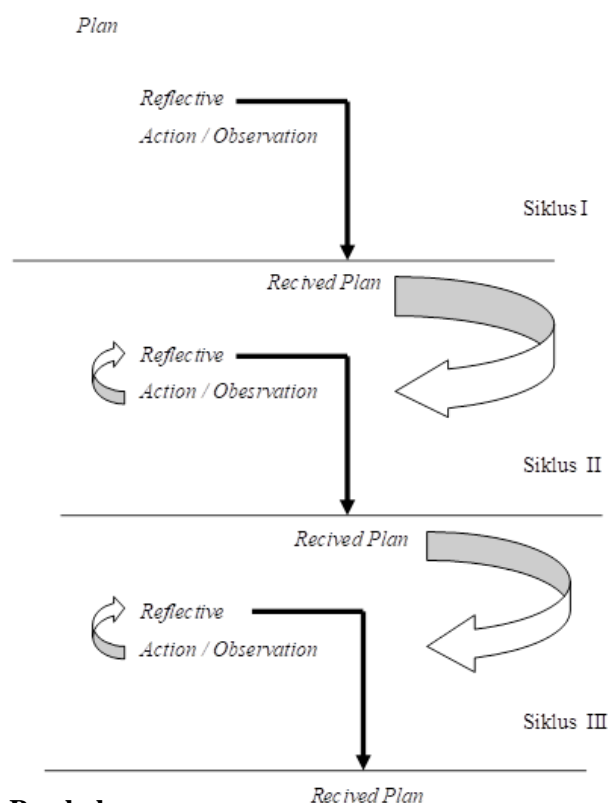 Plan
Reflective
Action / Observation
Siklus I
Recived Plan
Reflective
Action / Obesrvation
Siklus II
Recived Plan
Reflective
Action / Observation
Siklus III
Recived Plan